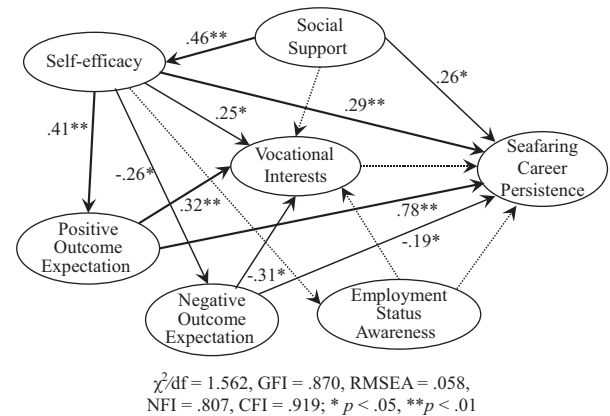 Social
Support
.46**
Self-efficacy
.26*
.29**
.25*
.41**
Vocational
Interests
Seafaring
Career
Persistence
-.26*
.32**
.78**
Positive
Outcome
Expectation
-.19*
-.31*
Negative
Outcome
Expectation
Employment
Status
Awareness
χ²/df = 1.562, GFI = .870, RMSEA = .058,
NFI = .807, CFI = .919; * p < .05, **p < .01